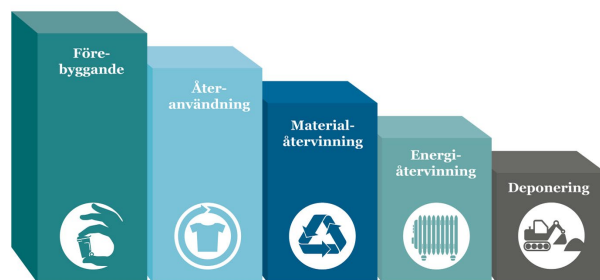 Före-
byggande
Åter-
användning
Material-
återvinning
Energi-
återvinning
Deponering